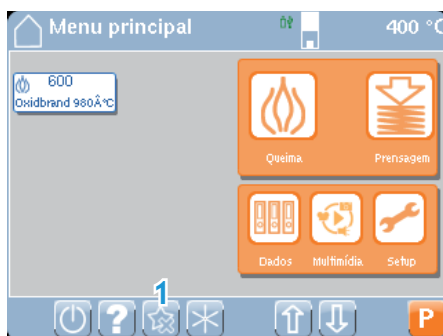 Menu principal
400 °C
600
Oxidbrand 980Â°C
Queima
Prensagem
Dados
Multimídia
Setup
1
?
P